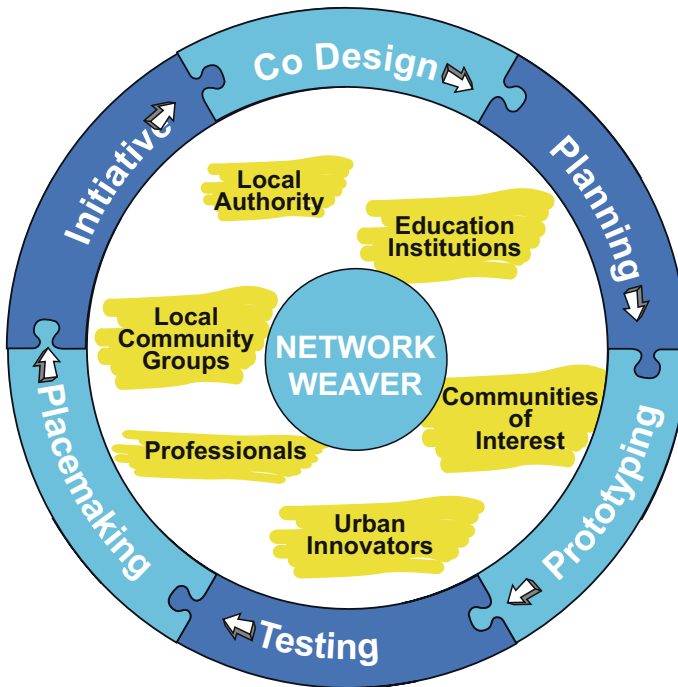 Co Design
Planning
Prototyping
Testing
Placemaking
Initiative
Local
Authority
Education
Institutions
Local
Community
Groups
NETWORK
WEAVER
Communities
of
Interest
Professionals
Urban
Innovators